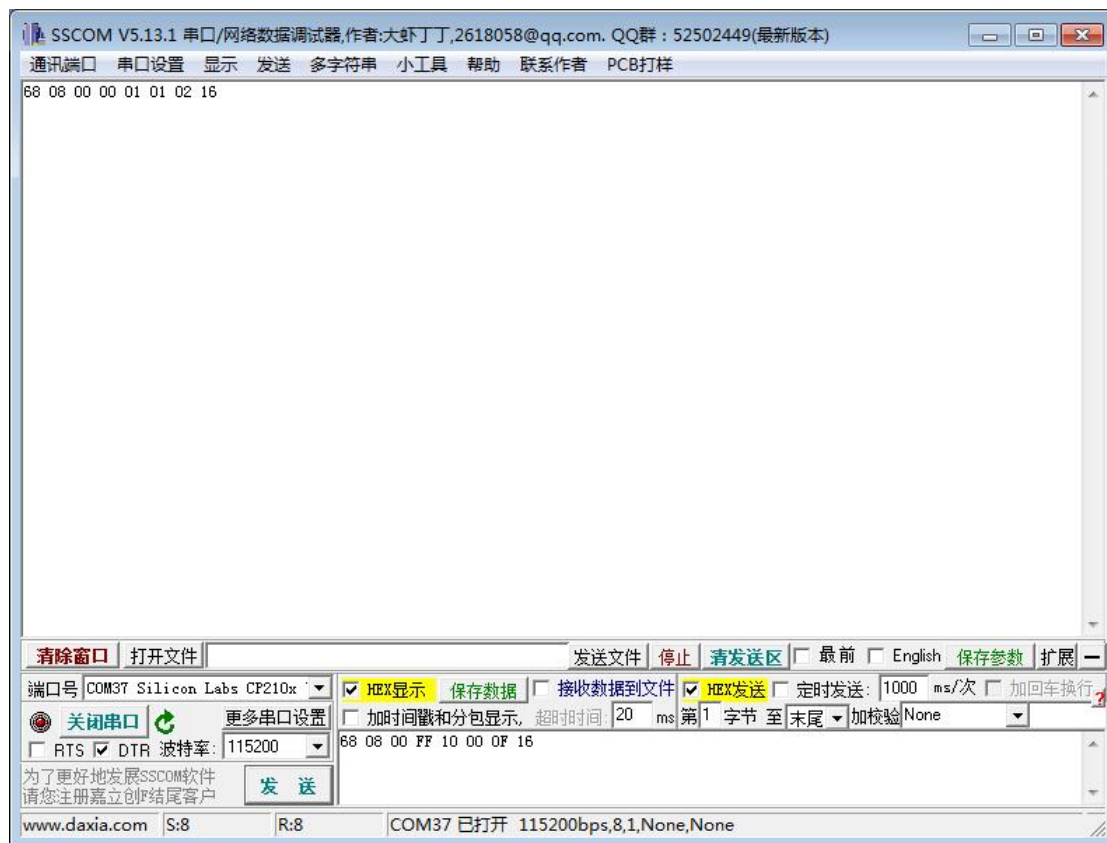 SSCOM V5.13.1 串口/网络数据调试器,作者:大虾丁丁,2618058@qq.com. QQ群：52502449(最新版本)
通讯端口 串口设置 显示 发送 多字符串 小工具 帮助 联系作者 PCB打样
68 08 00 00 01 01 02 16
清除窗口 打开文件 发送文件 停止 清发送区 最前 English 保存参数 扩展 —
端口号 COM37 Silicon Labs CP210x HEX显示 保存数据 接收数据到文件 HEX发送 定时发送: 1000 ms/次 加回车换行 ?
关闭串口 更多串口设置 加时间戳和分包显示, 超时时间: 20 ms 第 1 字节 至 末尾 加校验 None
RTS DTR 波特率: 115200 68 08 00 FF 10 00 0F 16
为了更好地发展SSCOM软件
请您注册嘉立创F结尾客户 发 送
www.daxia.com S:8 R:8 COM37 已打开 115200bps,8,1,None,None